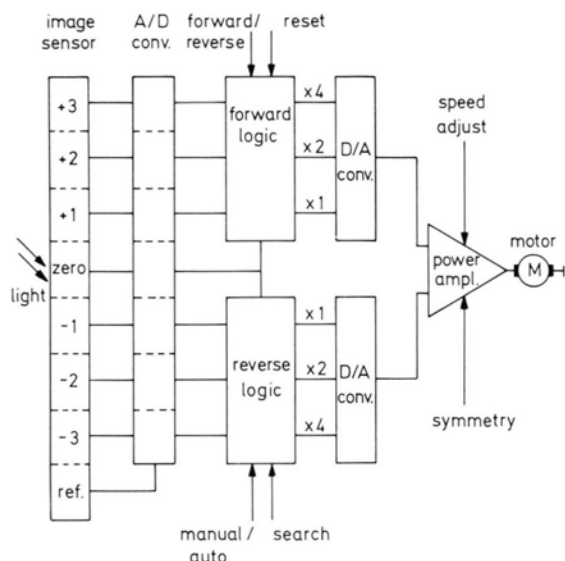 image sensor
A/D conv.
forward/ reverse
reset
+3
+2
+1
zero
-1
-2
-3
ref.
light
forward logic
x4
x2
x1
D/A conv.
reverse logic
x1
x2
x4
D/A conv.
speed adjust
power ampl.
motor
M
symmetry
manual/ auto
search